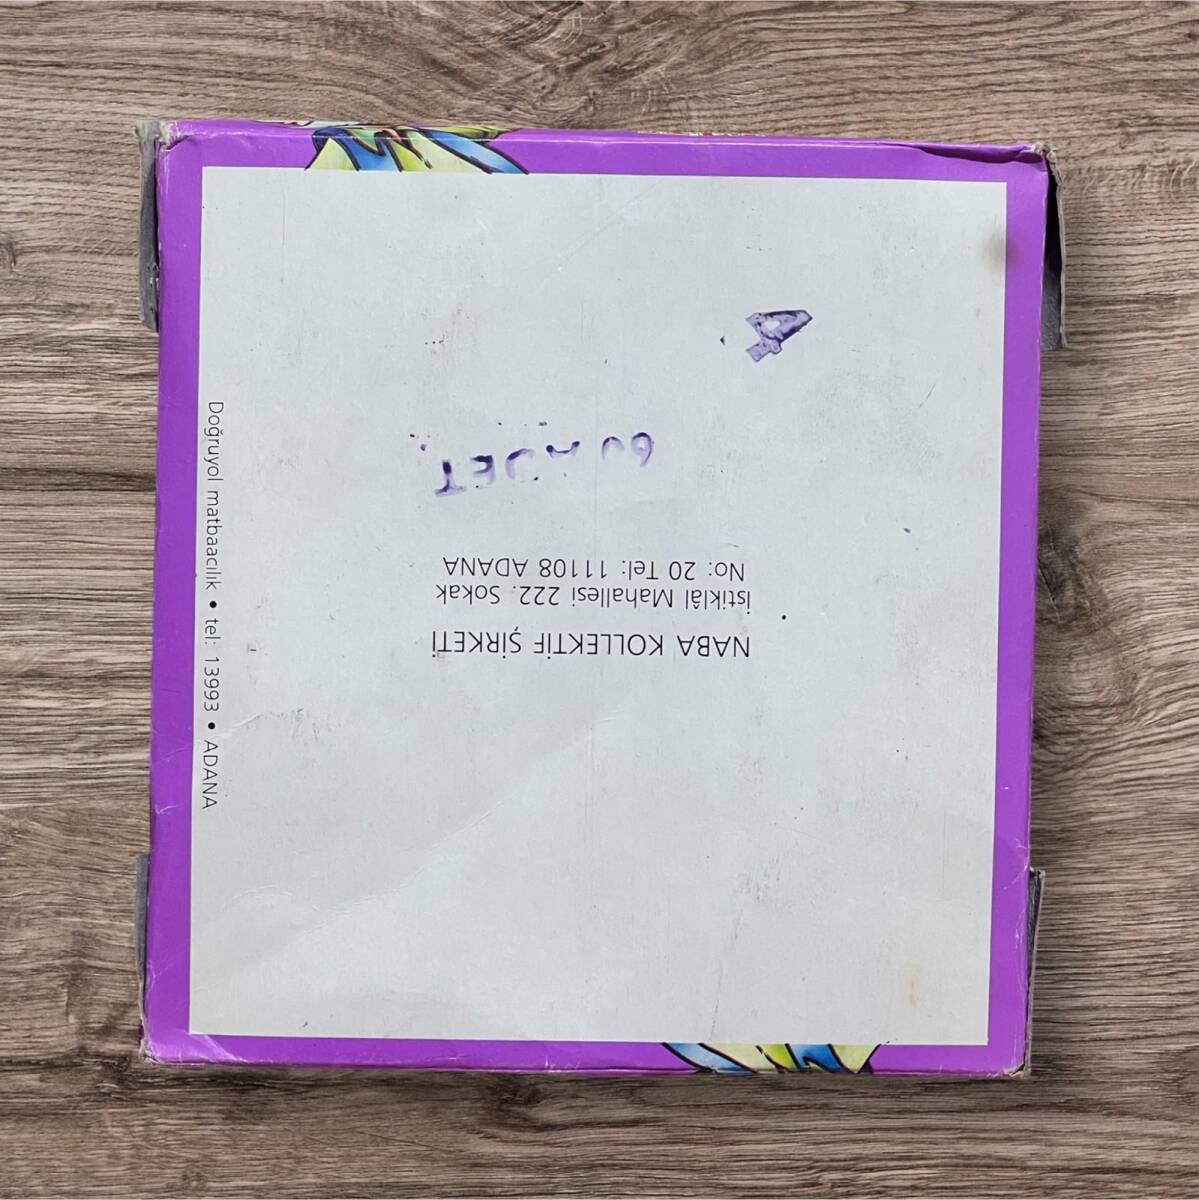 NABA KOLLEKTİF ŞİRKETİ
İstiklâl Mahallesi 222. Sokak
No: 20 Tel: 11108 ADANA
60 ADET
4
Doğruyol matbaacılık • tel: 13993 • ADANA